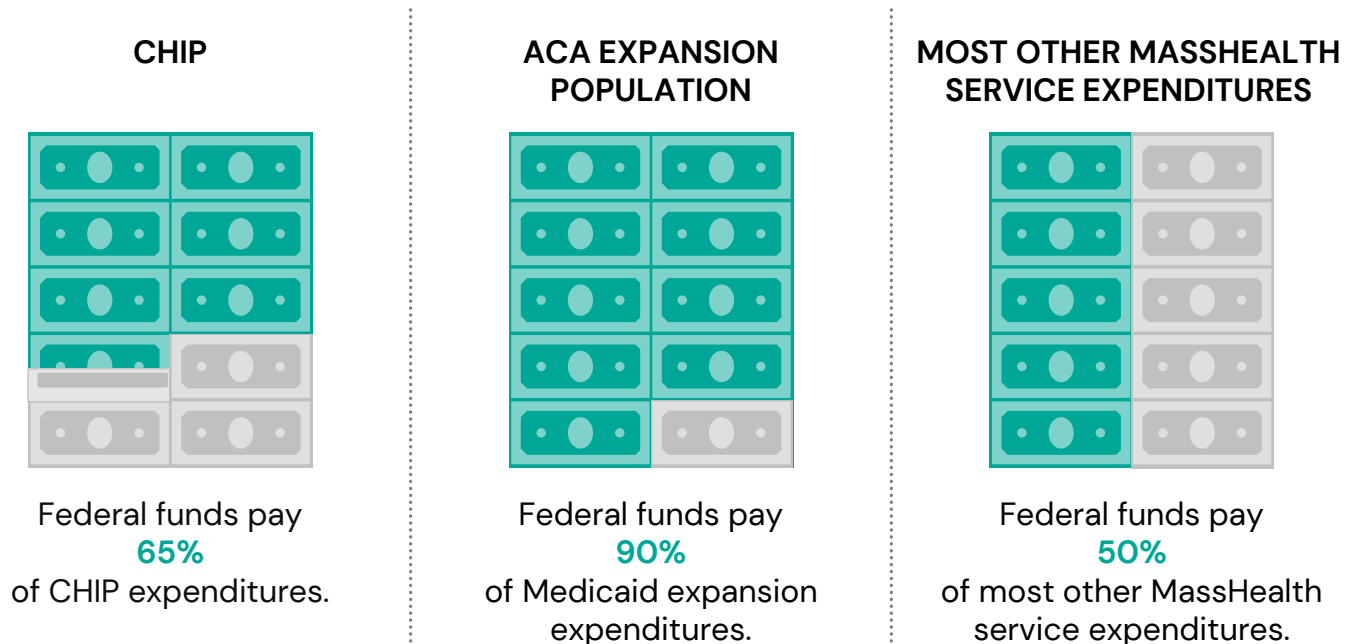 CHIP
Federal funds pay
65%
of CHIP expenditures.
ACA EXPANSION
POPULATION
Federal funds pay
90%
of Medicaid expansion
expenditures.
MOST OTHER MASSHEALTH
SERVICE EXPENDITURES
Federal funds pay
50%
of most other MassHealth
service expenditures.